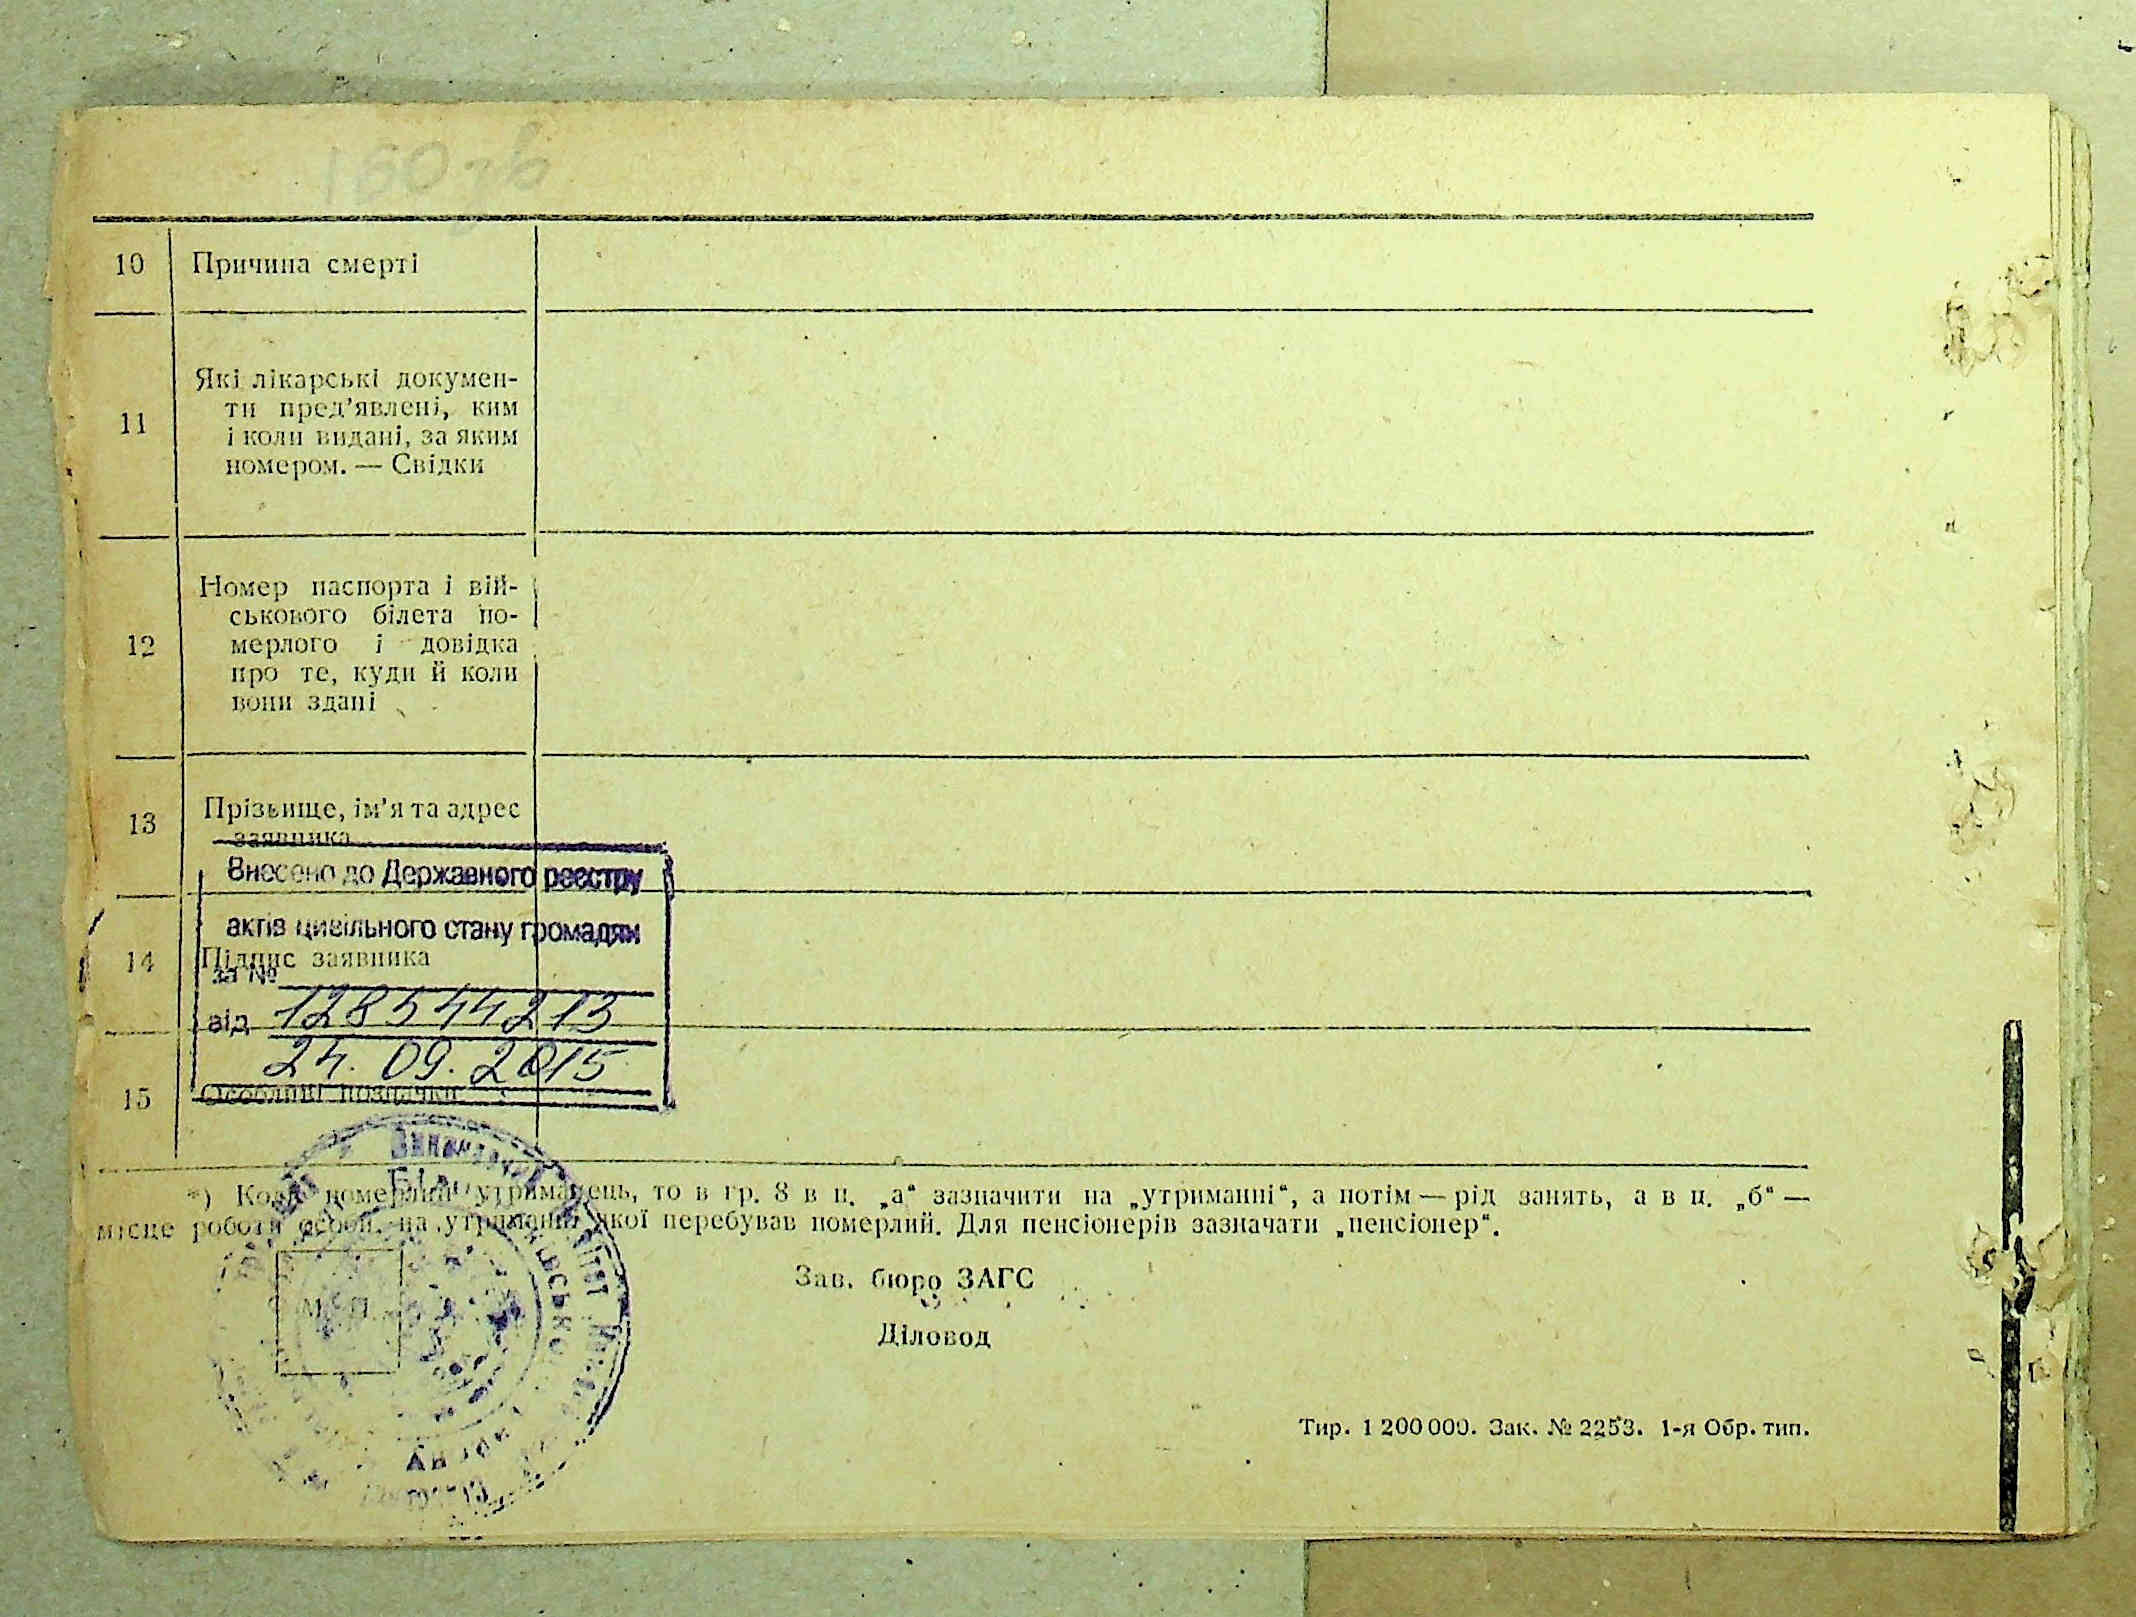 160зв
10 Причина смерті
11 Які лікарські докумен-
ти пред’явлені, ким
і коли видані, за яким
номером. — Свідки
12 Номер паспорта і вій-
ськового білета по-
мерлого і довідка
про те, куди й коли
вони здані
13 Прізвище, ім’я та адрес
заявника
Внесено до Державного реєстру
актів цивільного стану громадян
14 Підпис заявника
за №
від 128544213
24.09.2015
15 Особливі позначки
*) Коли померлий утриманець, то в гр. 8 в п. „а“ зазначити на „утриманні“, а потім — рід занять, а в п. „б“ —
місце роботи особи, на утриманні якої перебував померлий. Для пенсіонерів зазначати „пенсіонер“.
Зав. бюро ЗАГС
М. П.
Діловод
Тир. 1 200 000. Зак. № 2253. 1-я Обр. тип.